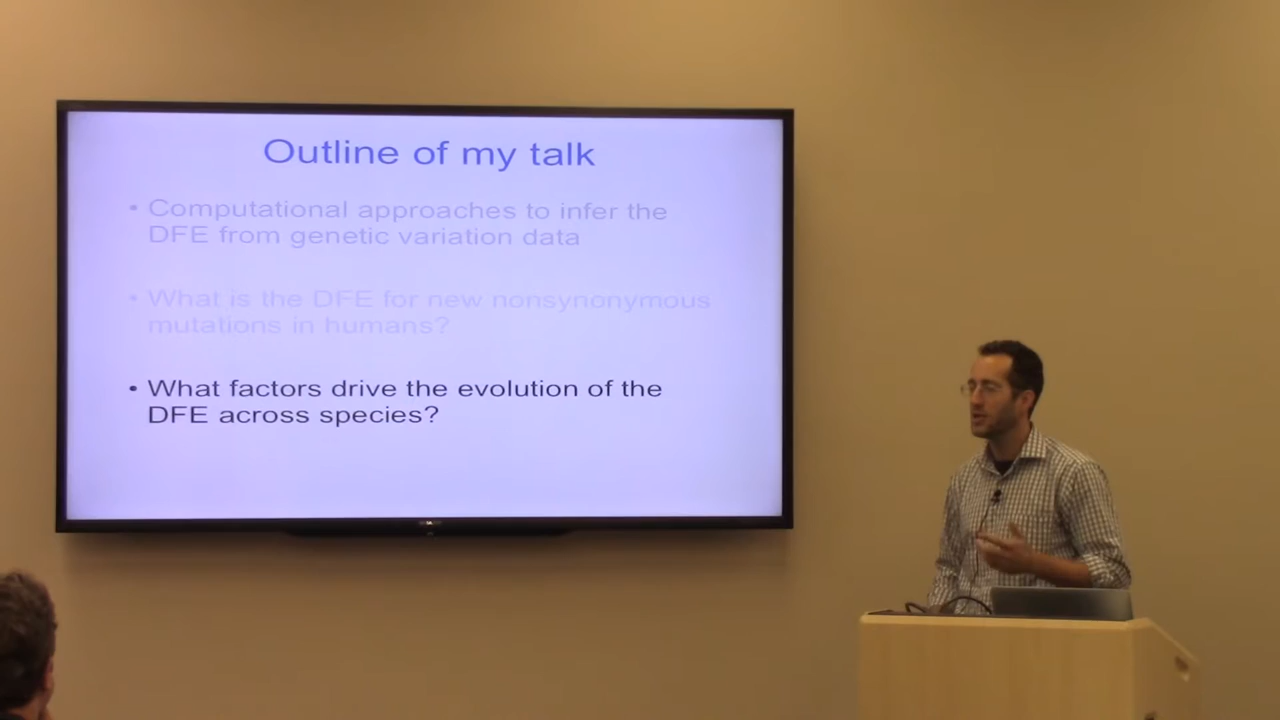 Outline of my talk
• Computational approaches to infer the
DFE from genetic variation data
• What is the DFE for new nonsynonymous
mutations in humans?
• What factors drive the evolution of the
DFE across species?